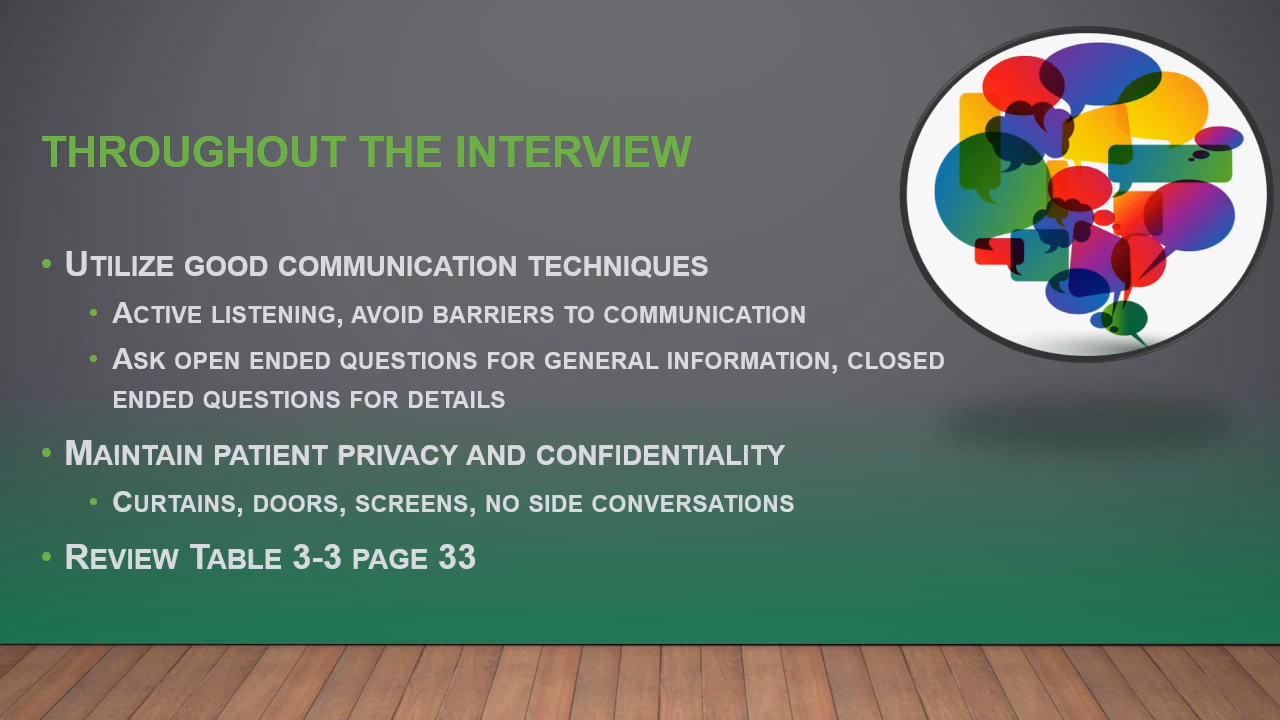 THROUGHOUT THE INTERVIEW
UTILIZE GOOD COMMUNICATION TECHNIQUES
ACTIVE LISTENING, AVOID BARRIERS TO COMMUNICATION
ASK OPEN ENDED QUESTIONS FOR GENERAL INFORMATION, CLOSED
ENDED QUESTIONS FOR DETAILS
MAINTAIN PATIENT PRIVACY AND CONFIDENTIALITY
CURTAINS, DOORS, SCREENS, NO SIDE CONVERSATIONS
REVIEW TABLE 3-3 PAGE 33